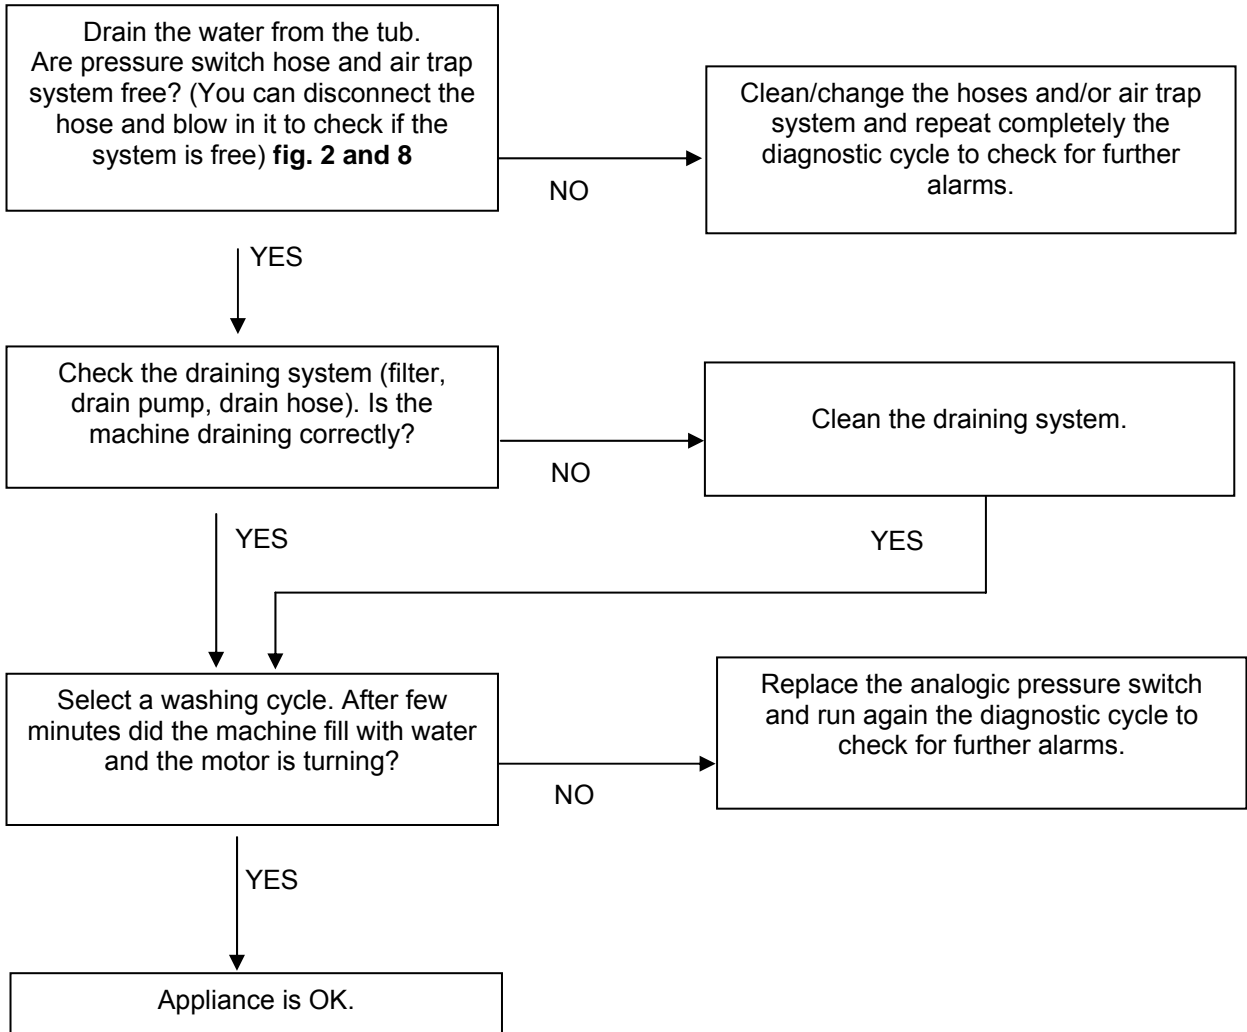 Drain the water from the tub.
Are pressure switch hose and air trap
system free? (You can disconnect the
hose and blow in it to check if the
system is free) fig. 2 and 8
NO
Clean/change the hoses and/or air trap
system and repeat completely the
diagnostic cycle to check for further
alarms.
YES
Check the draining system (filter,
drain pump, drain hose). Is the
machine draining correctly?
NO
Clean the draining system.
YES
YES
Select a washing cycle. After few
minutes did the machine fill with water
and the motor is turning?
NO
Replace the analogic pressure switch
and run again the diagnostic cycle to
check for further alarms.
YES
Appliance is OK.